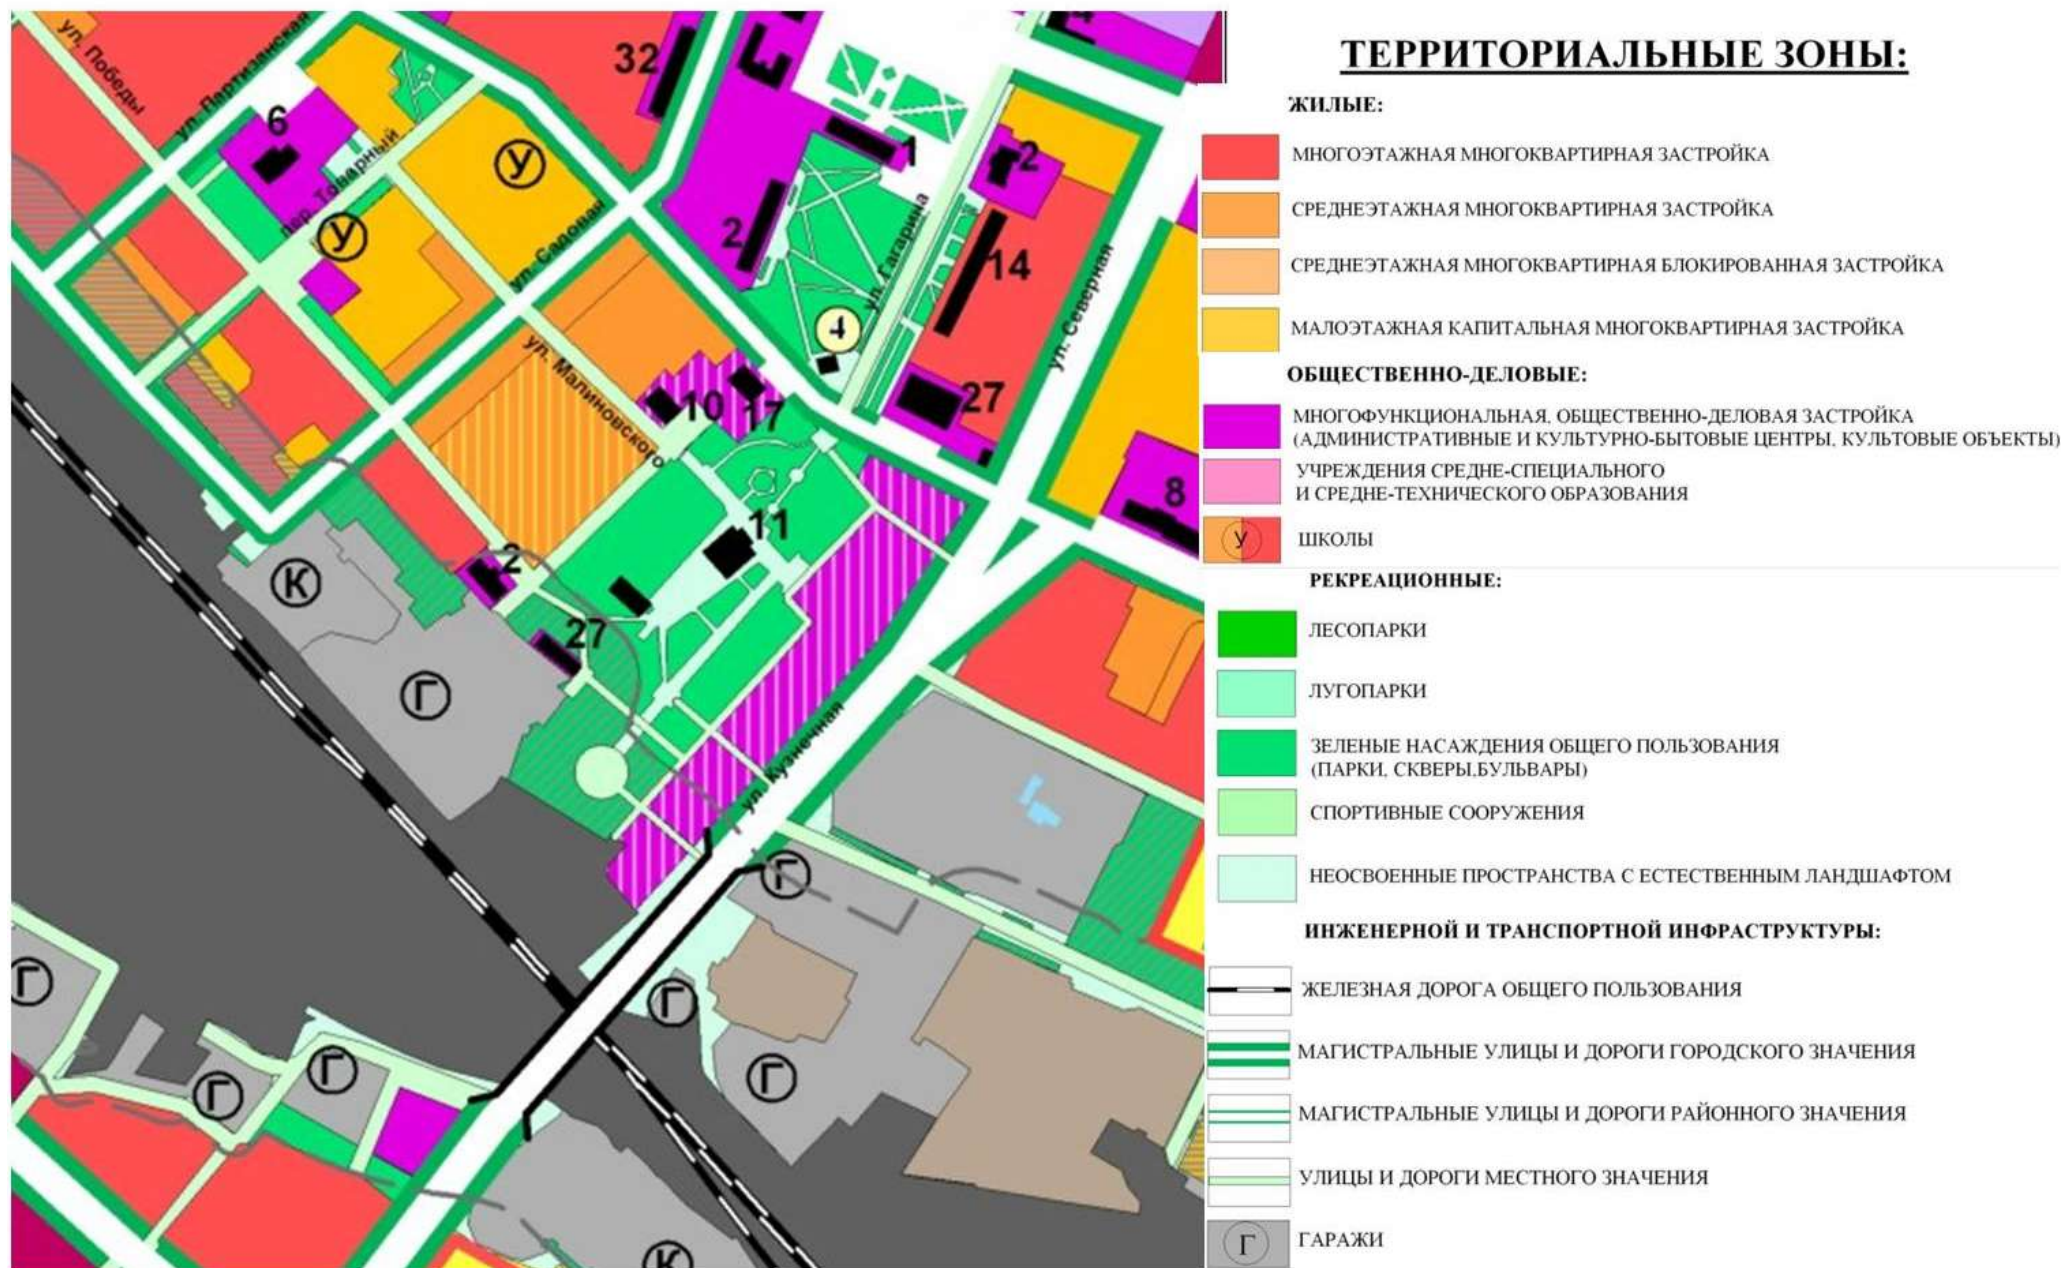 ул. Победы
ул. Партизанская
32
6
пер. Товарный
У
У
ул. Садовая
1
2
2
ул. Гагарина
14
4
ул. Северная
27
ул. Малиновского
10
17
8
11
2
К
27
Г
ул. Кузнечная
Г
Г
Г
Г
Г
Г
К
ТЕРРИТОРИАЛЬНЫЕ ЗОНЫ:
ЖИЛЫЕ:
МНОГОЭТАЖНАЯ МНОГОКВАРТИРНАЯ ЗАСТРОЙКА
СРЕДНЕЭТАЖНАЯ МНОГОКВАРТИРНАЯ ЗАСТРОЙКА
СРЕДНЕЭТАЖНАЯ МНОГОКВАРТИРНАЯ БЛОКИРОВАННАЯ ЗАСТРОЙКА
МАЛОЭТАЖНАЯ КАПИТАЛЬНАЯ МНОГОКВАРТИРНАЯ ЗАСТРОЙКА
ОБЩЕСТВЕННО-ДЕЛОВЫЕ:
МНОГОФУНКЦИОНАЛЬНАЯ, ОБЩЕСТВЕННО-ДЕЛОВАЯ ЗАСТРОЙКА
(АДМИНИСТРАТИВНЫЕ И КУЛЬТУРНО-БЫТОВЫЕ ЦЕНТРЫ, КУЛЬТОВЫЕ ОБЪЕКТЫ)
УЧРЕЖДЕНИЯ СРЕДНЕ-СПЕЦИАЛЬНОГО
И СРЕДНЕ-ТЕХНИЧЕСКОГО ОБРАЗОВАНИЯ
У ШКОЛЫ
РЕКРЕАЦИОННЫЕ:
ЛЕСОПАРКИ
ЛУГОПАРКИ
ЗЕЛЕНЫЕ НАСАЖДЕНИЯ ОБЩЕГО ПОЛЬЗОВАНИЯ
(ПАРКИ, СКВЕРЫ,БУЛЬВАРЫ)
СПОРТИВНЫЕ СООРУЖЕНИЯ
НЕОСВОЕННЫЕ ПРОСТРАНСТВА С ЕСТЕСТВЕННЫМ ЛАНДШАФТОМ
ИНЖЕНЕРНОЙ И ТРАНСПОРТНОЙ ИНФРАСТРУКТУРЫ:
ЖЕЛЕЗНАЯ ДОРОГА ОБЩЕГО ПОЛЬЗОВАНИЯ
МАГИСТРАЛЬНЫЕ УЛИЦЫ И ДОРОГИ ГОРОДСКОГО ЗНАЧЕНИЯ
МАГИСТРАЛЬНЫЕ УЛИЦЫ И ДОРОГИ РАЙОННОГО ЗНАЧЕНИЯ
УЛИЦЫ И ДОРОГИ МЕСТНОГО ЗНАЧЕНИЯ
Г ГАРАЖИ